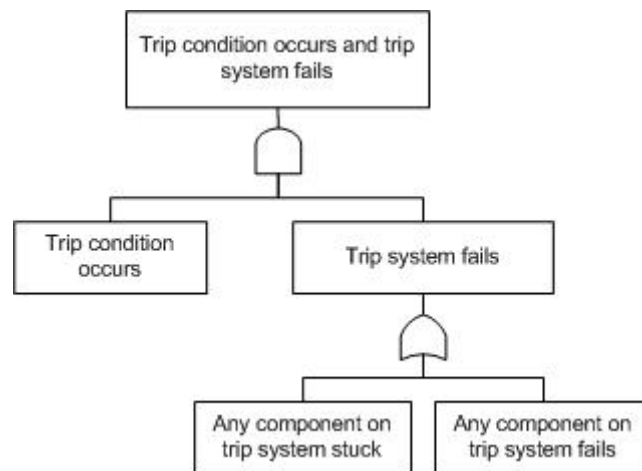 Trip condition occurs and trip
system fails
Trip condition
occurs
Trip system fails
Any component on
trip system stuck
Any component on
trip system fails